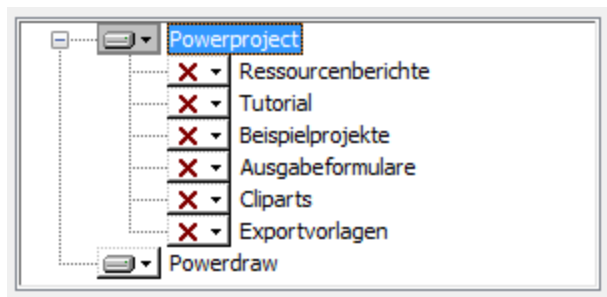 Powerproject
Ressourcenberichte
Tutorial
Beispielprojekte
Ausgabeformulare
Cliparts
Exportvorlagen
Powerdraw